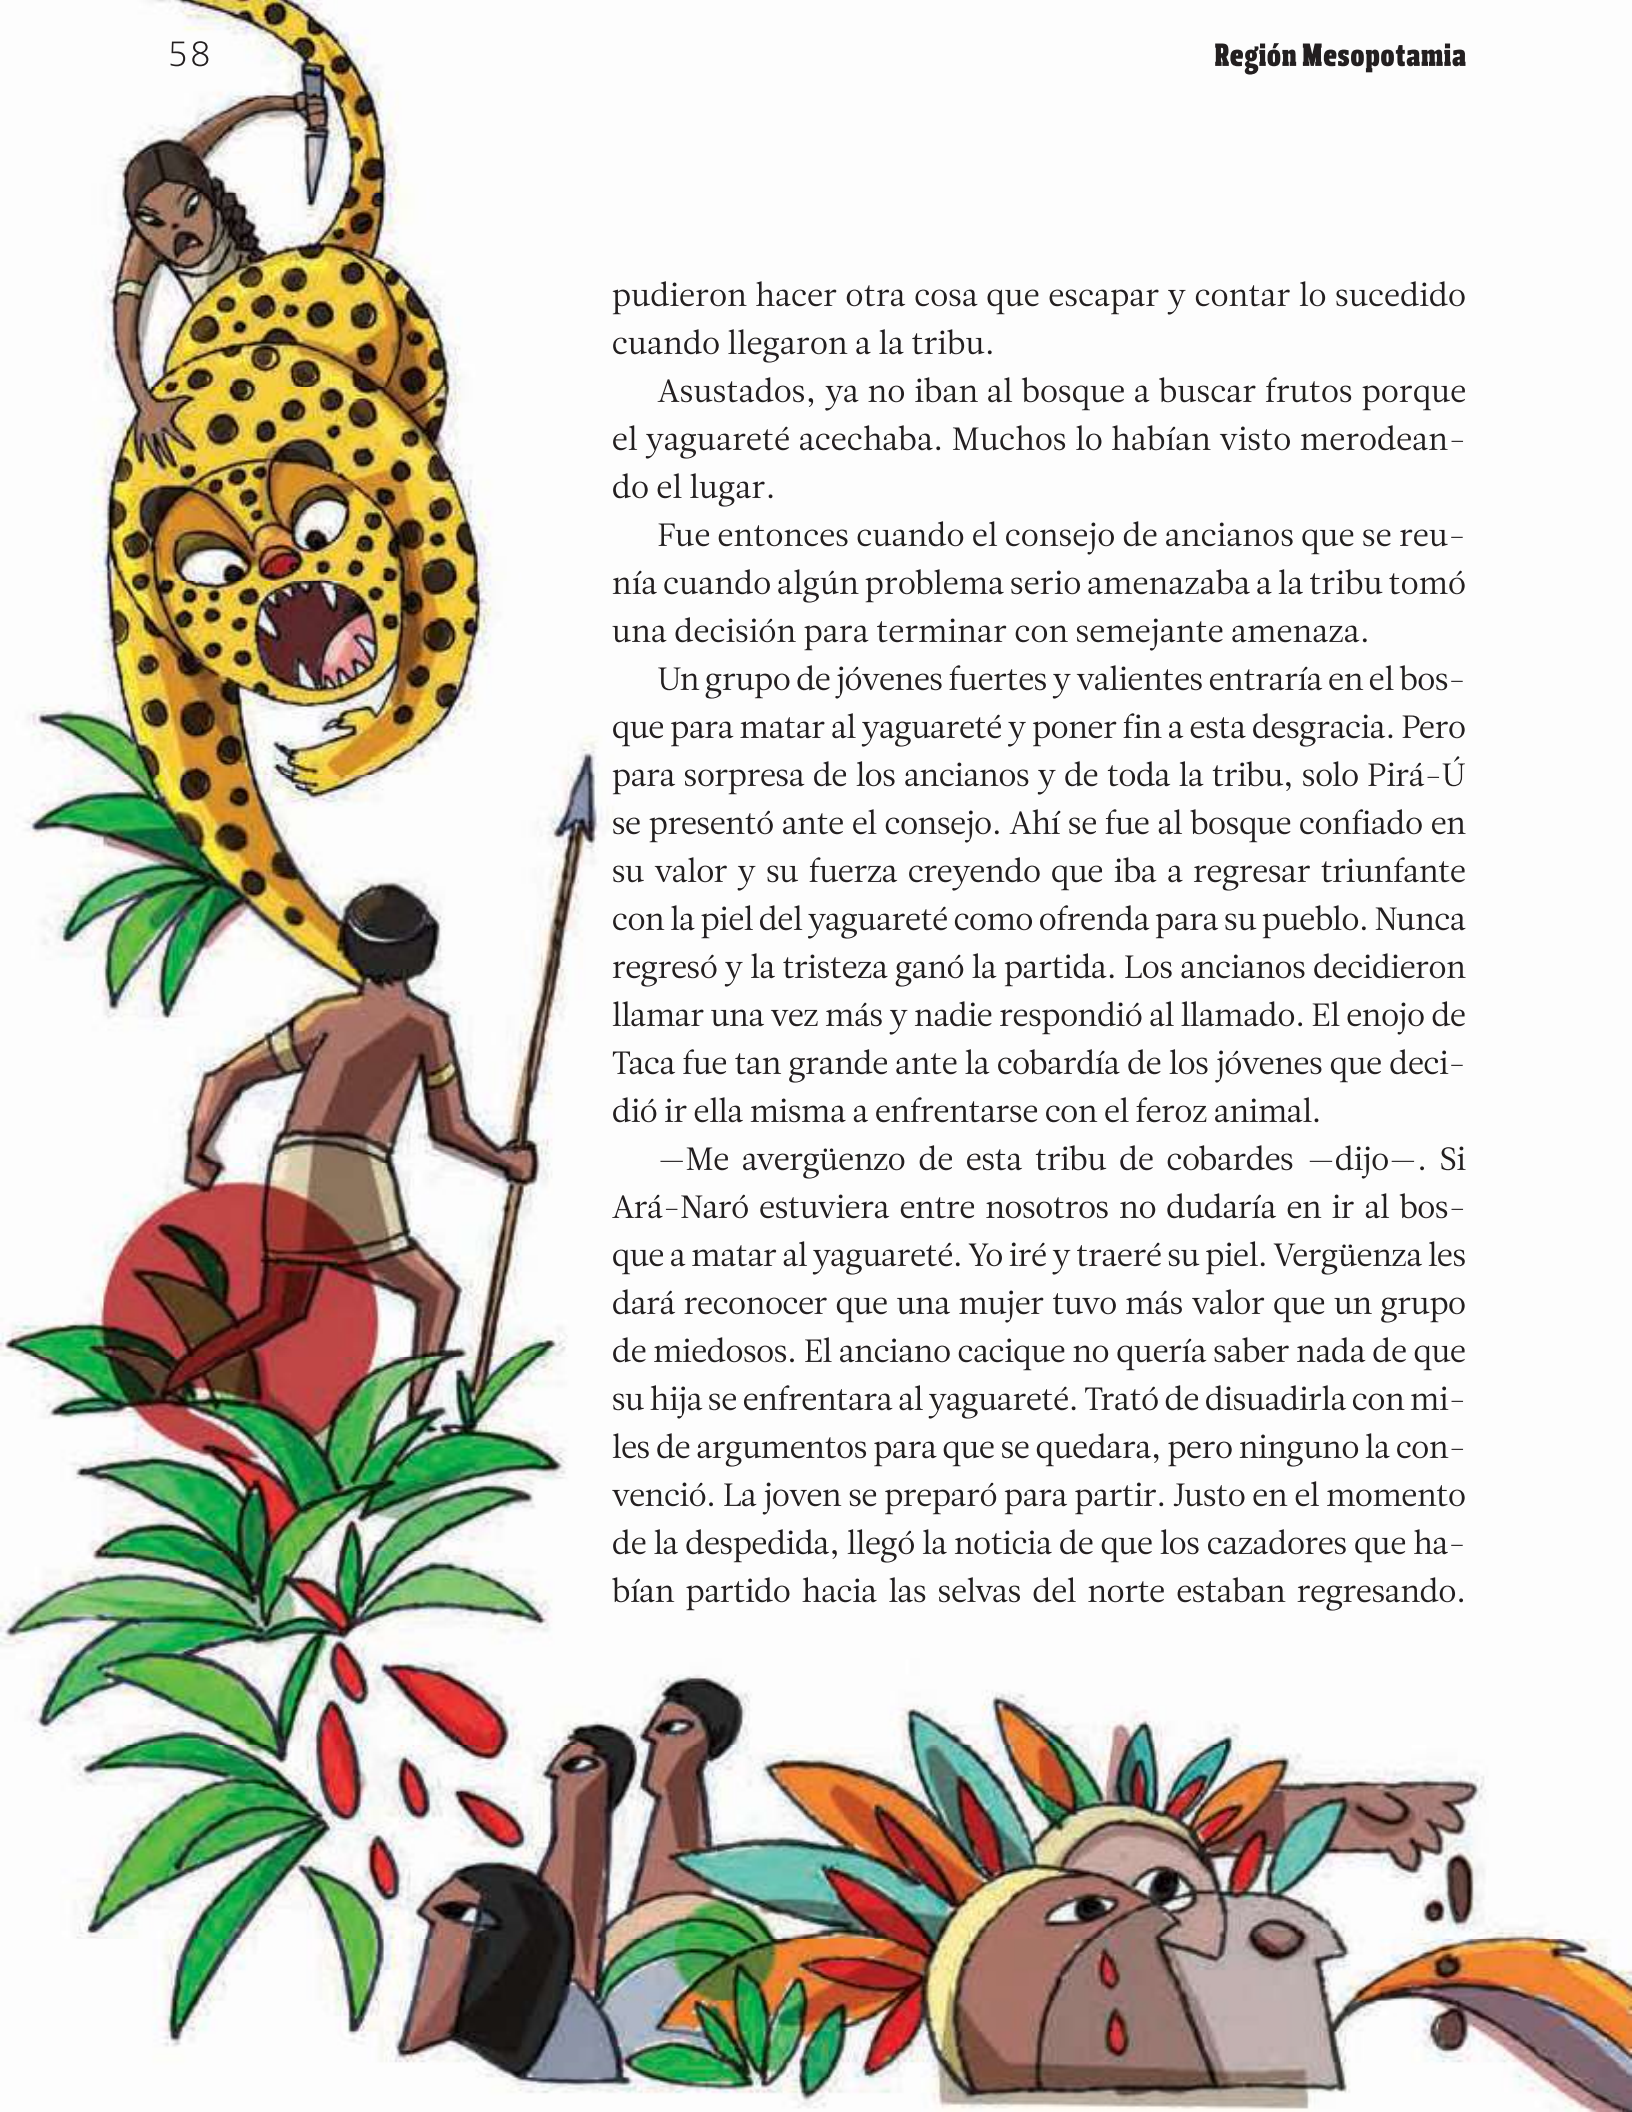 58
Región Mesopotamia
pudieron hacer otra cosa que escapar y contar lo sucedido
cuando llegaron a la tribu.
Asustados, ya no iban al bosque a buscar frutos porque
el yaguareté acechaba. Muchos lo habían visto merodean-
do el lugar.
Fue entonces cuando el consejo de ancianos que se reu-
nía cuando algún problema serio amenazaba a la tribu tomó
una decisión para terminar con semejante amenaza.
Un grupo de jóvenes fuertes y valientes entraría en el bos-
que para matar al yaguareté y poner fin a esta desgracia. Pero
para sorpresa de los ancianos y de toda la tribu, solo Pirá-Ú
se presentó ante el consejo. Ahí se fue al bosque confiado en
su valor y su fuerza creyendo que iba a regresar triunfante
con la piel del yaguareté como ofrenda para su pueblo. Nunca
regresó y la tristeza ganó la partida. Los ancianos decidieron
llamar una vez más y nadie respondió al llamado. El enojo de
Taca fue tan grande ante la cobardía de los jóvenes que deci-
dió ir ella misma a enfrentarse con el feroz animal.
—Me avergüenzo de esta tribu de cobardes —dijo—. Si
Ará-Naró estuviera entre nosotros no dudaría en ir al bos-
que a matar al yaguareté. Yo iré y traeré su piel. Vergüenza les
dará reconocer que una mujer tuvo más valor que un grupo
de miedosos. El anciano cacique no quería saber nada de que
su hija se enfrentara al yaguareté. Trató de disuadirla con mi-
les de argumentos para que se quedara, pero ninguno la con-
venció. La joven se preparó para partir. Justo en el momento
de la despedida, llegó la noticia de que los cazadores que ha-
bían partido hacia las selvas del norte estaban regresando.